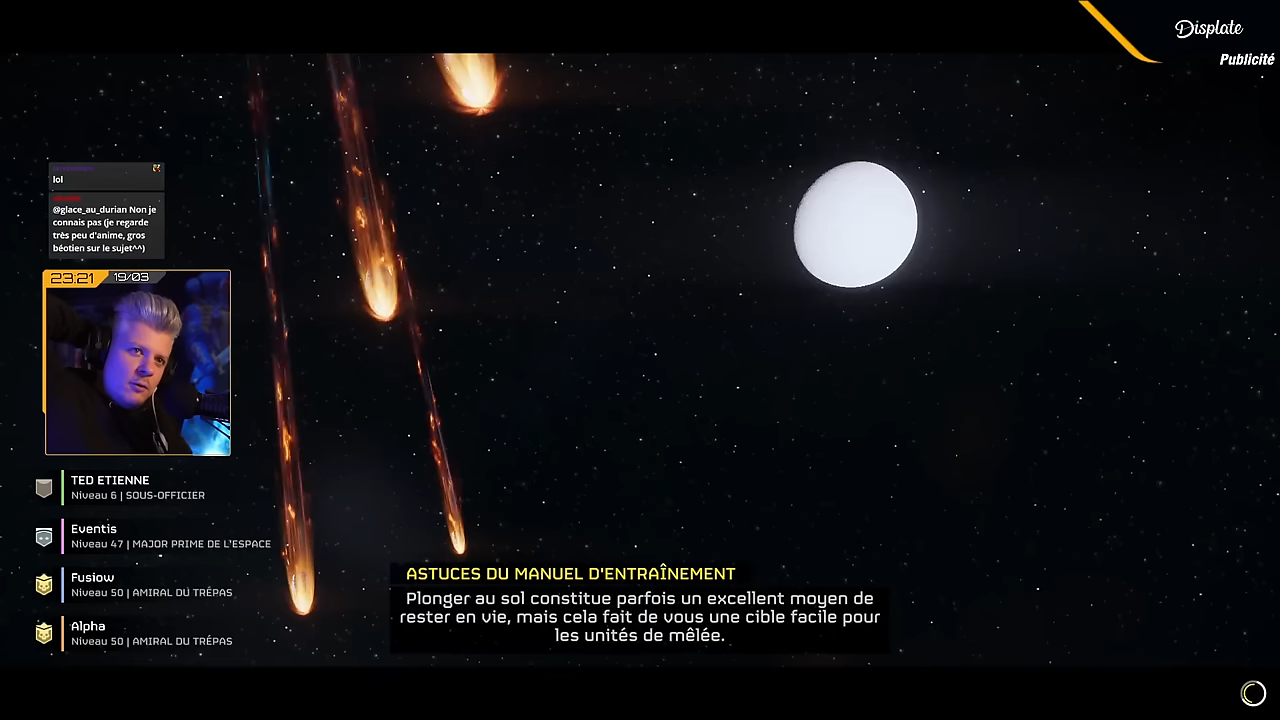 Displate
Publicité
lol
@glace_au_durian Non je
connais pas (je regarde
très peu d'anime, gros
béotien sur le sujet^^)
23:21 19/03
TED ETIENNE
Niveau 6 | SOUS-OFFICIER
Eventis
Niveau 47 | MAJOR PRIME DE L'ESPACE
Fusiow
Niveau 50 | AMIRAL DU TRÉPAS
Alpha
Niveau 50 | AMIRAL DU TRÉPAS
ASTUCES DU MANUEL D'ENTRAÎNEMENT
Plonger au sol constitue parfois un excellent moyen de
rester en vie, mais cela fait de vous une cible facile pour
les unités de mêlée.